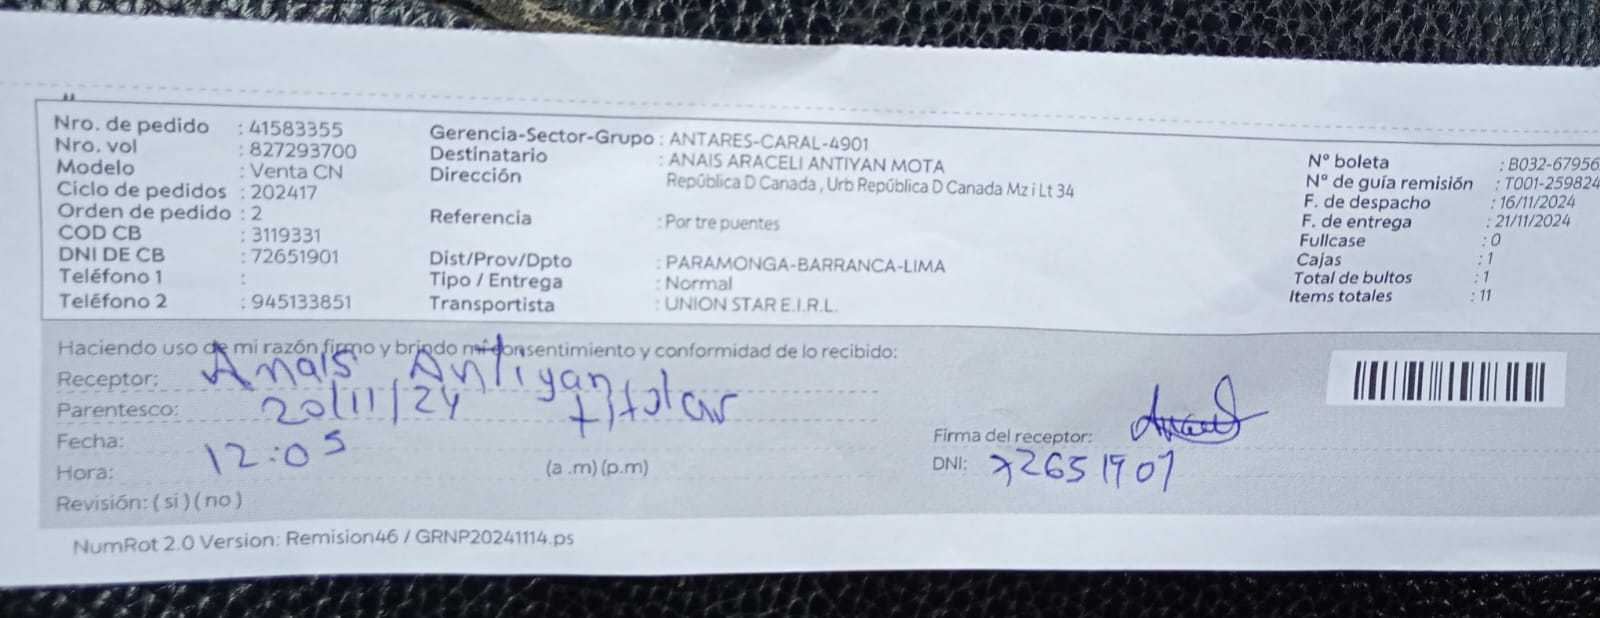 Nro. de pedido : 41583355
Nro. vol : 827293700
Modelo : Venta CN
Ciclo de pedidos : 202417
Orden de pedido : 2
COD CB : 3119331
DNI DE CB : 72651901
Teléfono 1 :
Teléfono 2 : 945133851
Gerencia-Sector-Grupo : ANTARES-CARAL-4901
Destinatario : ANAIS ARACELI ANTIYAN MOTA
Dirección República D Canada , Urb República D Canada Mz i Lt 34
Referencia : Por tre puentes
Dist/Prov/Dpto : PARAMONGA-BARRANCA-LIMA
Tipo / Entrega : Normal
Transportista : UNION STAR E.I.R.L.
N° boleta : B032-67956
N° de guía remisión : T001-259824
F. de despacho : 16/11/2024
F. de entrega : 21/11/2024
Fullcase : 0
Cajas : 1
Total de bultos : 1
Items totales : 11
Haciendo uso de mi razón firmo y brindo mi consentimiento y conformidad de lo recibido:
Receptor: Anais Antiyan
Parentesco: 20/11/24 titular
Fecha:
Hora: 12:05 (a .m) (p.m)
Revisión: ( si ) ( no )
Firma del receptor:
DNI: 72651901
NumRot 2.0 Version: Remision46 / GRNP20241114.ps